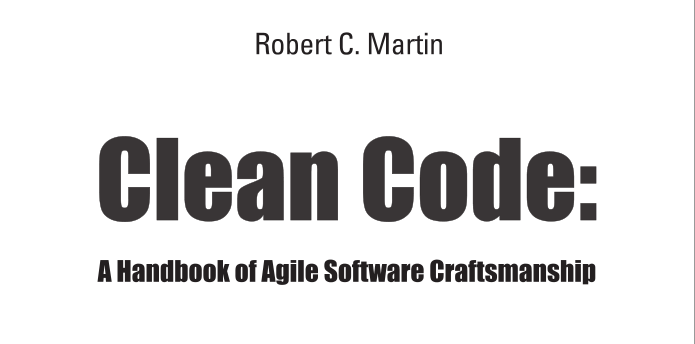 Robert C. Martin
Clean Code:
A Handbook of Agile Software Craftsmanship